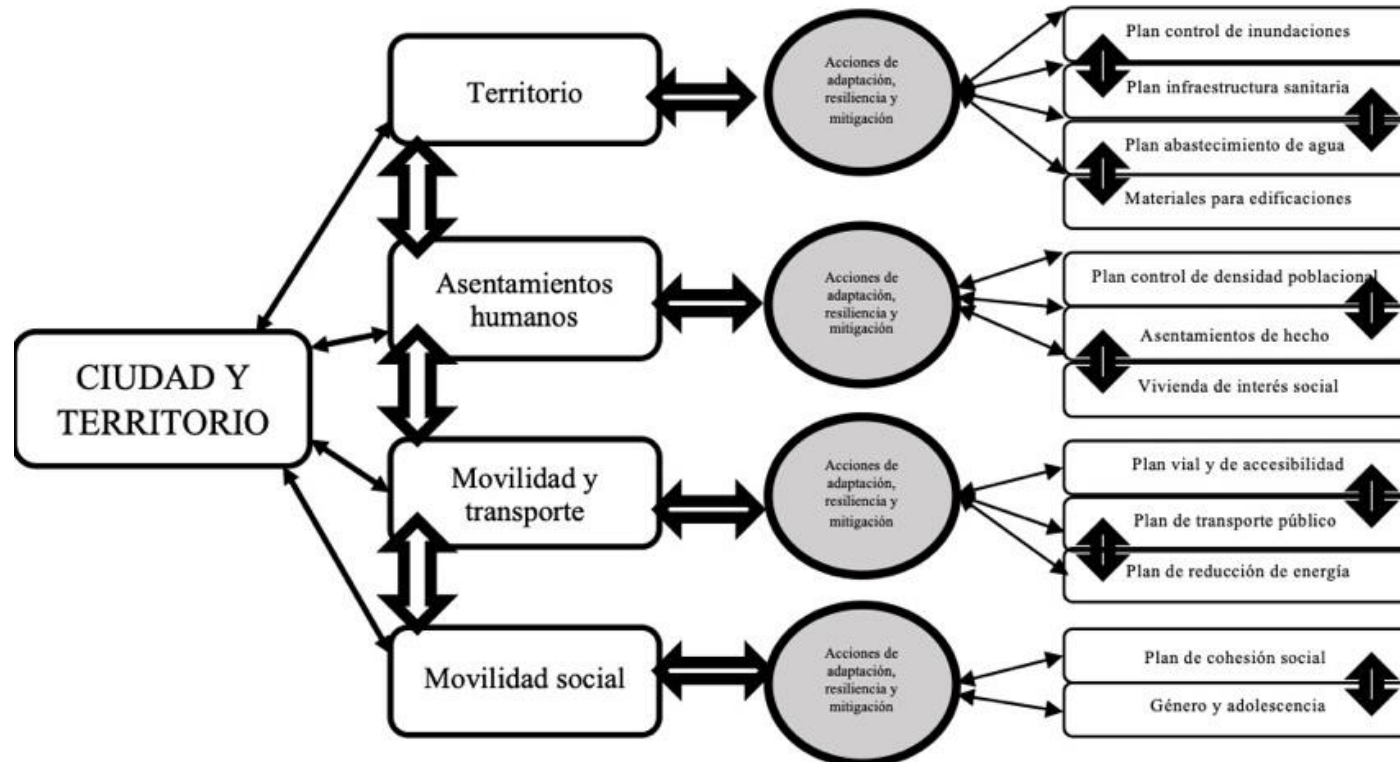 CIUDAD Y
TERRITORIO
Territorio
Acciones de
adaptación,
resiliencia y
mitigación
Plan control de inundaciones
Plan infraestructura sanitaria
Plan abastecimiento de agua
Materiales para edificaciones
Asentamientos
humanos
Acciones de
adaptación,
resiliencia y
mitigación
Plan control de densidad poblacional
Asentamientos de hecho
Vivienda de interés social
Movilidad y
transporte
Acciones de
adaptación,
resiliencia y
mitigación
Plan vial y de accesibilidad
Plan de transporte público
Plan de reducción de energía
Movilidad social
Acciones de
adaptación,
resiliencia y
mitigación
Plan de cohesión social
Género y adolescencia